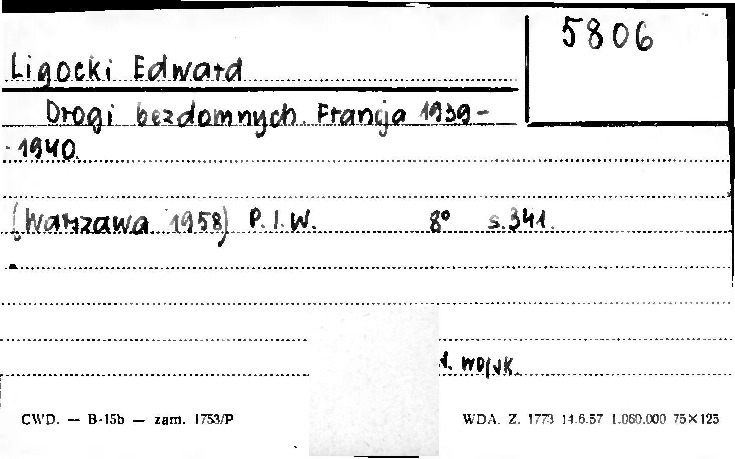 5806
Ligocki Edward
Drogi bezdomnych. Francja 1939-
-1940.
[Warszawa 1958] P.I.W. 8° s.341.
CWD. — B-15b — zam. 1753/P
WDA. Z. 1773 14.6.57 1.060.000 75×125